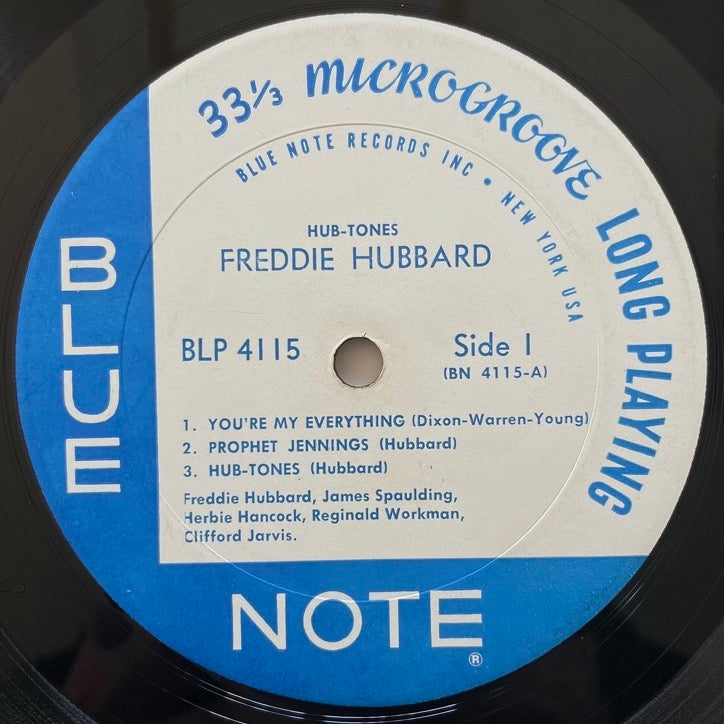 33⅓ MICROGROOVE LONG PLAYING
BLUE NOTE RECORDS INC • NEW YORK USA
HUB-TONES
FREDDIE HUBBARD
BLP 4115
Side 1
(BN 4115-A)
1. YOU'RE MY EVERYTHING (Dixon-Warren-Young)
2. PROPHET JENNINGS (Hubbard)
3. HUB-TONES (Hubbard)
Freddie Hubbard, James Spaulding,
Herbie Hancock, Reginald Workman,
Clifford Jarvis.
BLUE
NOTE®